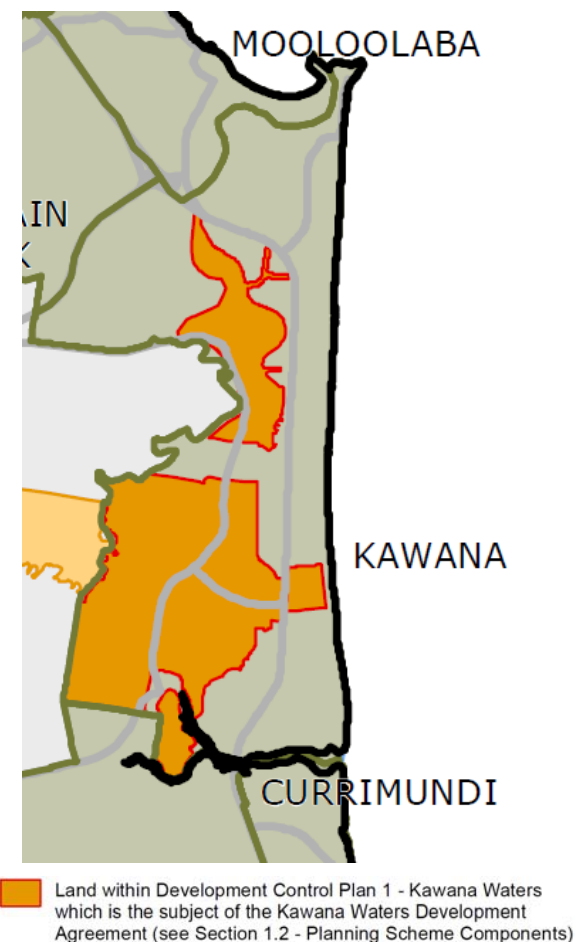 MOOLOOLABA
AIN
K
KAWANA
CURRIMUNDI
Land within Development Control Plan 1 - Kawana Waters
which is the subject of the Kawana Waters Development
Agreement (see Section 1.2 - Planning Scheme Components)